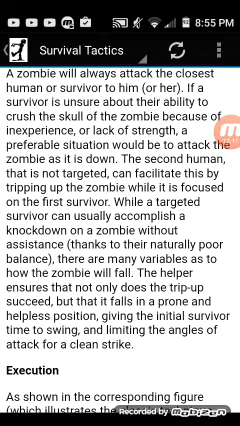 8:55 PM
Survival Tactics
A zombie will always attack the closest
human or survivor to him (or her). If a
survivor is unsure about their ability to
crush the skull of the zombie because of
inexperience, or lack of strength, a
preferable situation would be to attack the
zombie as it is down. The second human,
that is not targeted, can facilitate this by
tripping up the zombie while it is focused
on the first survivor. While a targeted
survivor can usually accomplish a
knockdown on a zombie without
assistance (thanks to their naturally poor
balance), there are many variables as to
how the zombie will fall. The helper
ensures that not only does the trip-up
succeed, but that it falls in a prone and
helpless position, giving the initial survivor
time to swing, and limiting the angles of
attack for a clean strike.
Execution
As shown in the corresponding figure
(which illustrates the
Recorded by mobizen